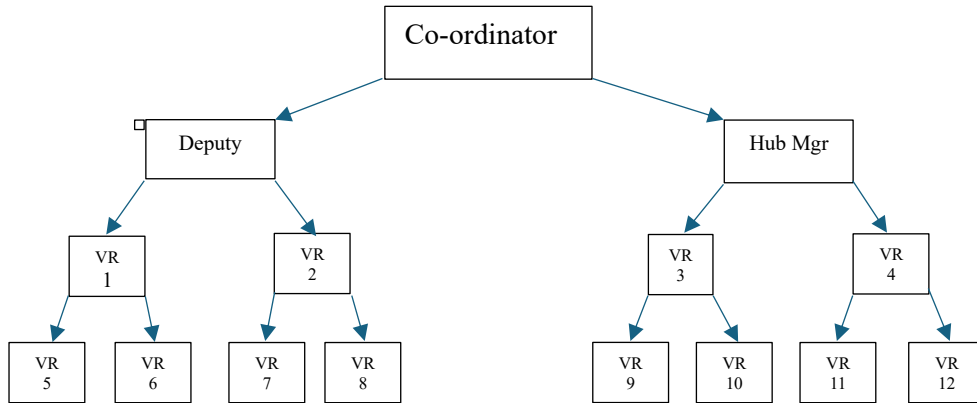 Co-ordinator
Deputy
Hub Mgr
VR
1
VR
2
VR
3
VR
4
VR
5
VR
6
VR
7
VR
8
VR
9
VR
10
VR
11
VR
12